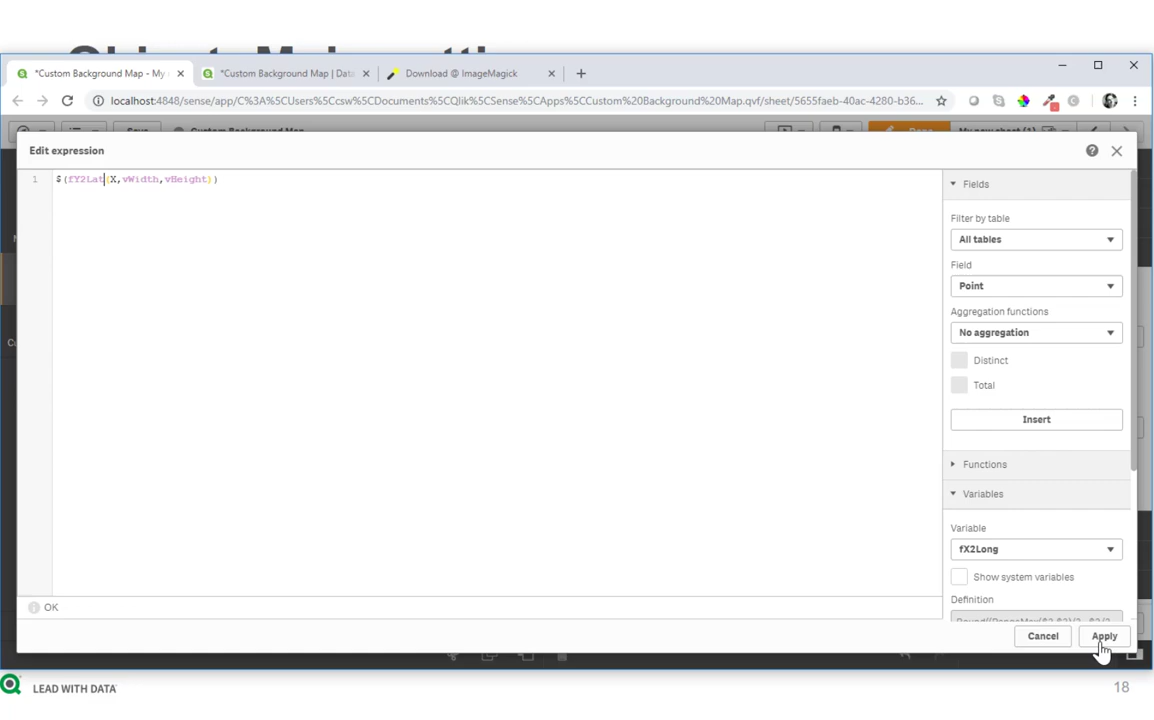 *Custom Background Map - My
*Custom Background Map | Data
Download @ ImageMagick
localhost:4848/sense/app/C%3A%5CUsers%5Ccsw%5CDocuments%5CQlik%5CSense%5CApps%5CCustom%20Background%20Map.qvf/sheet/5655faeb-40ac-4280-b36...
Edit expression
1 $(fY2Lat(X,vWidth,vHeight))
Fields
Filter by table
All tables
Field
Point
Aggregation functions
No aggregation
Distinct
Total
Insert
Functions
Variables
Variable
fX2Long
Show system variables
Definition
OK
Cancel
Apply
LEAD WITH DATA
18